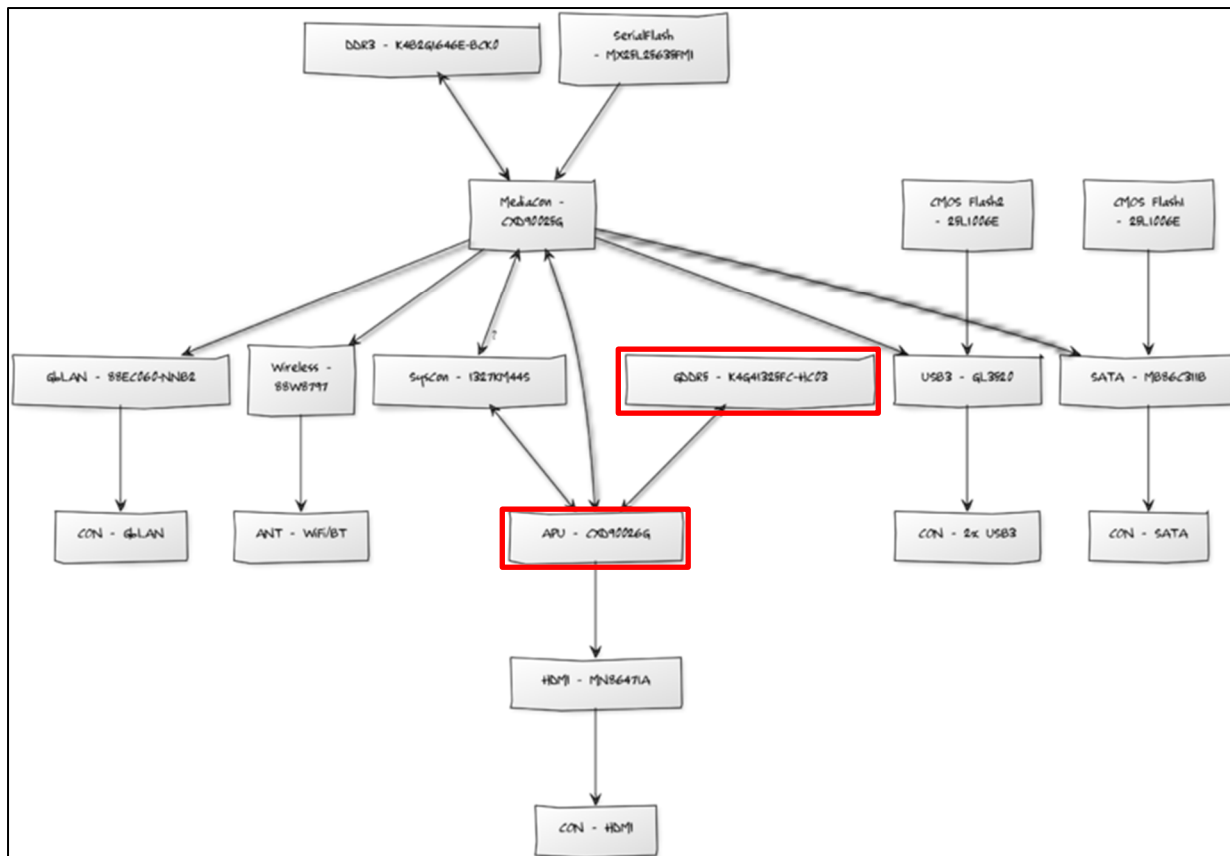 DDR3 - K4B2G1646E-BCK0
SerialFlash
- MX25L25635FMI
MediaCon -
CXD90025G
CMOS Flash2
- 25L1006E
CMOS Flash1
- 25L1006E
?
GbLAN - 88EC060-NNB2
Wireless -
88W8797
SysCon - 1327KM44S
GDDR5 - K4G41325FC-HC03
USB3 - GL3520
SATA - MB86C311B
CON - GbLAN
ANT - WiFi/BT
APU - CXD90026G
CON - 2x USB3
CON - SATA
HDMI - MN86471A
CON - HDMI